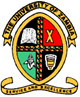 THE UNIVERSITY OF ZAMBIA
SERVICE AND EXCELLENCE